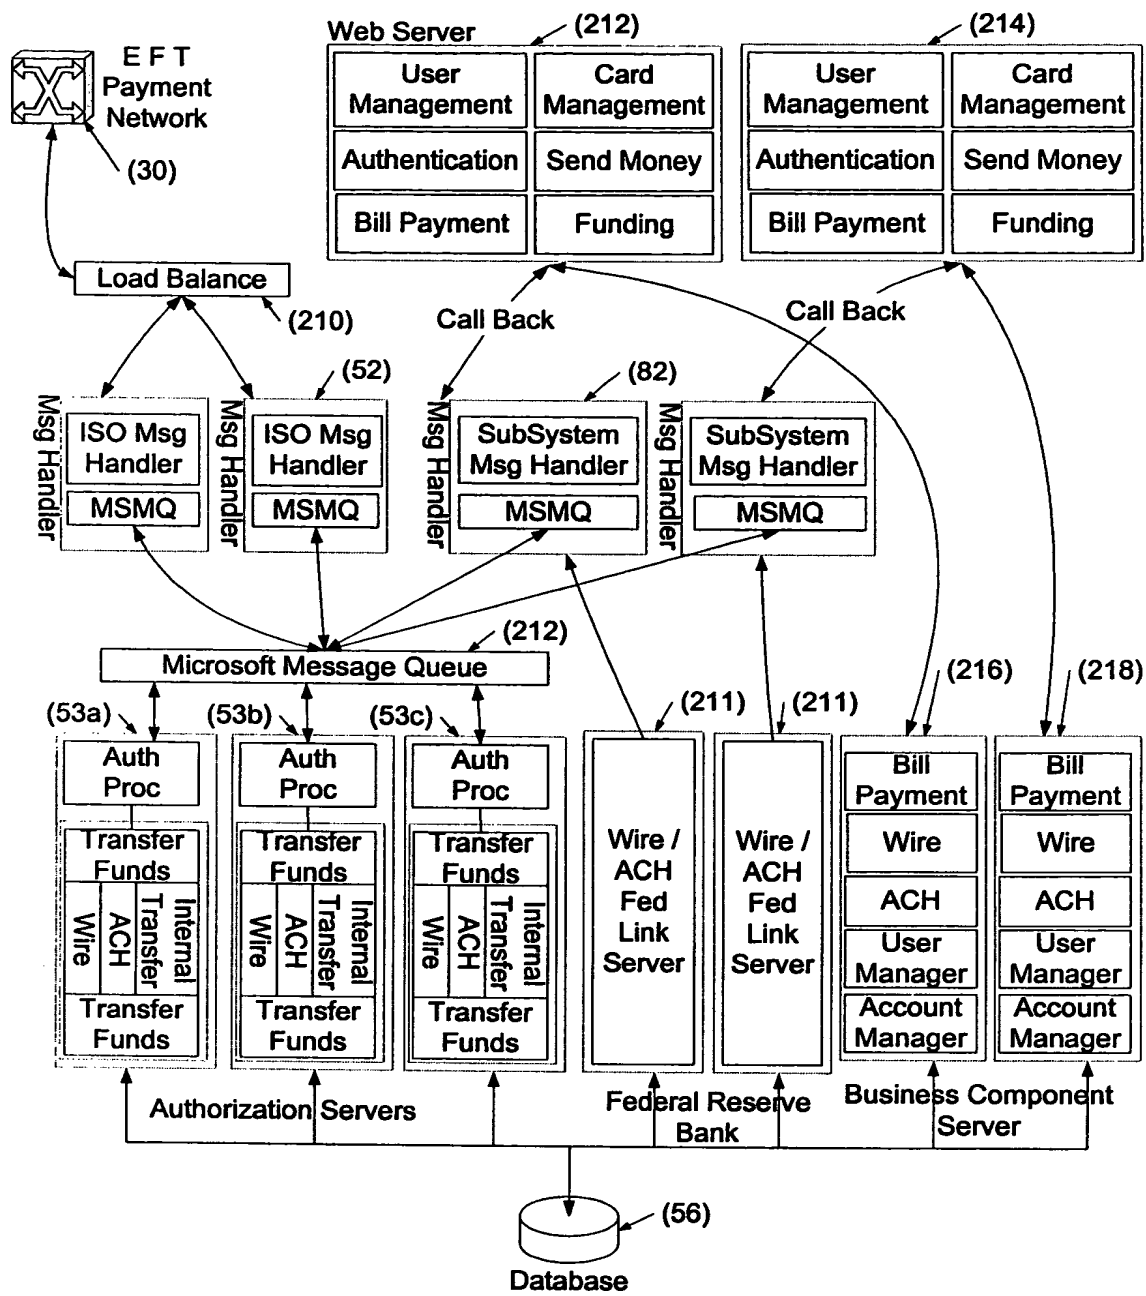 E F T
Payment
Network
(30)
Web Server
(212)
User
Management
Card
Management
Authentication
Send Money
Bill Payment
Funding
(214)
User
Management
Card
Management
Authentication
Send Money
Bill Payment
Funding
Load Balance
(210)
Call Back
Call Back
Msg Handler
ISO Msg
Handler
MSMQ
(52)
Msg Handler
ISO Msg
Handler
MSMQ
(82)
Msg Handler
SubSystem
Msg Handler
MSMQ
Msg Handler
SubSystem
Msg Handler
MSMQ
(212)
Microsoft Message Queue
(53a)
Auth
Proc
Transfer
Funds
Wire
ACH
Internal
Transfer
Transfer
Funds
(53b)
Auth
Proc
Transfer
Funds
Wire
ACH
Internal
Transfer
Transfer
Funds
(53c)
Auth
Proc
Transfer
Funds
Wire
ACH
Internal
Transfer
Transfer
Funds
(211)
Wire /
ACH
Fed
Link
Server
(211)
Wire /
ACH
Fed
Link
Server
(216)
Bill
Payment
Wire
ACH
User
Manager
Account
Manager
(218)
Bill
Payment
Wire
ACH
User
Manager
Account
Manager
Authorization Servers
Federal Reserve
Bank
Business Component
Server
(56)
Database